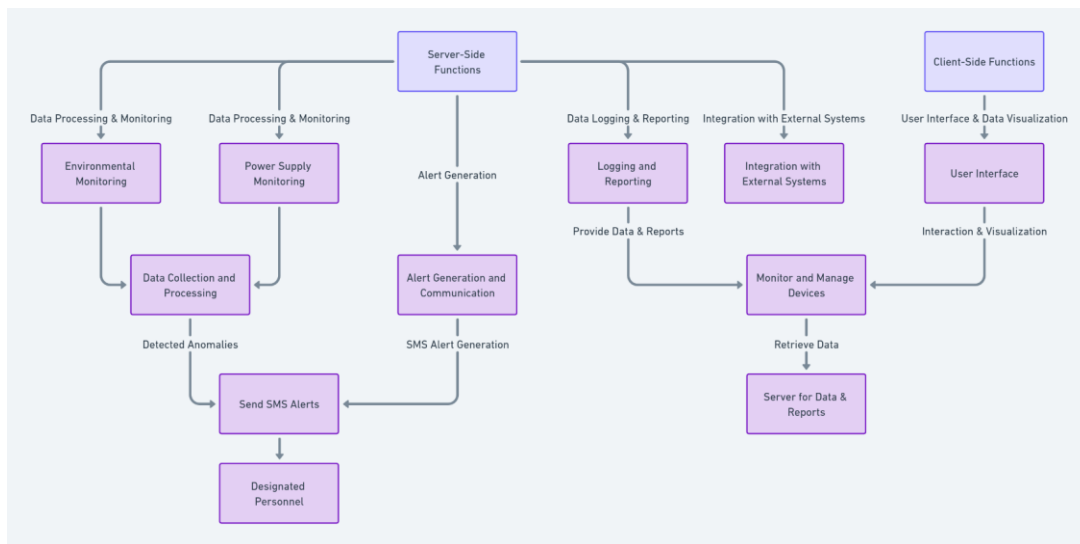 Server-Side
Functions
Client-Side Functions
Data Processing & Monitoring
Data Processing & Monitoring
Data Logging & Reporting
Integration with External Systems
User Interface & Data Visualization
Environmental
Monitoring
Power Supply
Monitoring
Alert Generation
Logging and
Reporting
Integration with
External Systems
User Interface
Provide Data & Reports
Interaction & Visualization
Data Collection and
Processing
Alert Generation and
Communication
Monitor and Manage
Devices
Detected Anomalies
SMS Alert Generation
Retrieve Data
Send SMS Alerts
Server for Data &
Reports
Designated
Personnel